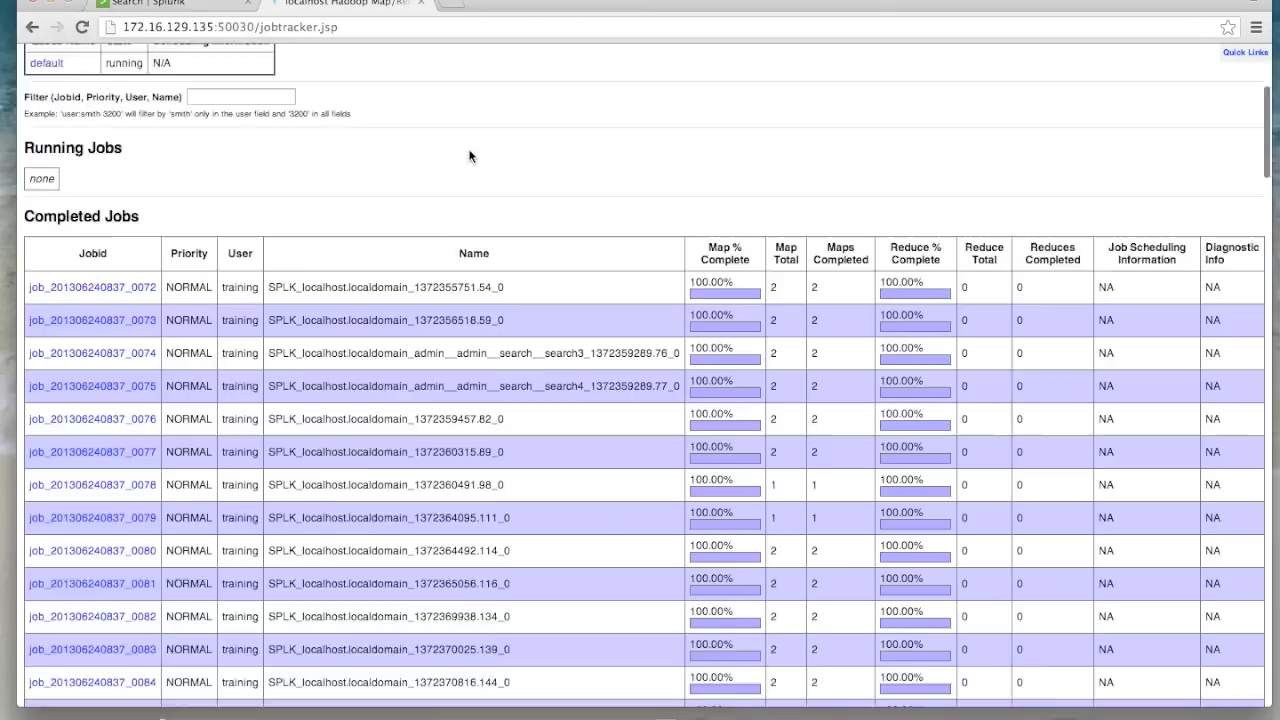 Search | Splunk
localhost Hadoop Map/Re
172.16.129.135:50030/jobtracker.jsp
default running N/A
Quick Links
Filter (Jobid, Priority, User, Name)
Example: 'user:smith 3200' will filter by 'smith' only in the user field and '3200' in all fields
Running Jobs
none
Completed Jobs
Jobid Priority User Name Map % Complete Map Total Maps Completed Reduce % Complete Reduce Total Reduces Completed Job Scheduling Information Diagnostic Info
job_201306240837_0072 NORMAL training SPLK_localhost.localdomain_1372355751.54_0 100.00% 2 2 100.00% 0 0 NA NA
job_201306240837_0073 NORMAL training SPLK_localhost.localdomain_1372356518.59_0 100.00% 2 2 100.00% 0 0 NA NA
job_201306240837_0074 NORMAL training SPLK_localhost.localdomain_admin__admin__search__search3_1372359289.76_0 100.00% 2 2 100.00% 0 0 NA NA
job_201306240837_0075 NORMAL training SPLK_localhost.localdomain_admin__admin__search__search4_1372359289.77_0 100.00% 2 2 100.00% 0 0 NA NA
job_201306240837_0076 NORMAL training SPLK_localhost.localdomain_1372359457.82_0 100.00% 2 2 100.00% 0 0 NA NA
job_201306240837_0077 NORMAL training SPLK_localhost.localdomain_1372360315.89_0 100.00% 2 2 100.00% 0 0 NA NA
job_201306240837_0078 NORMAL training SPLK_localhost.localdomain_1372360491.98_0 100.00% 1 1 100.00% 0 0 NA NA
job_201306240837_0079 NORMAL training SPLK_localhost.localdomain_1372364095.111_0 100.00% 1 1 100.00% 0 0 NA NA
job_201306240837_0080 NORMAL training SPLK_localhost.localdomain_1372364492.114_0 100.00% 2 2 100.00% 0 0 NA NA
job_201306240837_0081 NORMAL training SPLK_localhost.localdomain_1372365056.116_0 100.00% 2 2 100.00% 0 0 NA NA
job_201306240837_0082 NORMAL training SPLK_localhost.localdomain_1372369938.134_0 100.00% 2 2 100.00% 0 0 NA NA
job_201306240837_0083 NORMAL training SPLK_localhost.localdomain_1372370025.139_0 100.00% 2 2 100.00% 0 0 NA NA
job_201306240837_0084 NORMAL training SPLK_localhost.localdomain_1372370816.144_0 100.00% 2 2 100.00% 0 0 NA NA